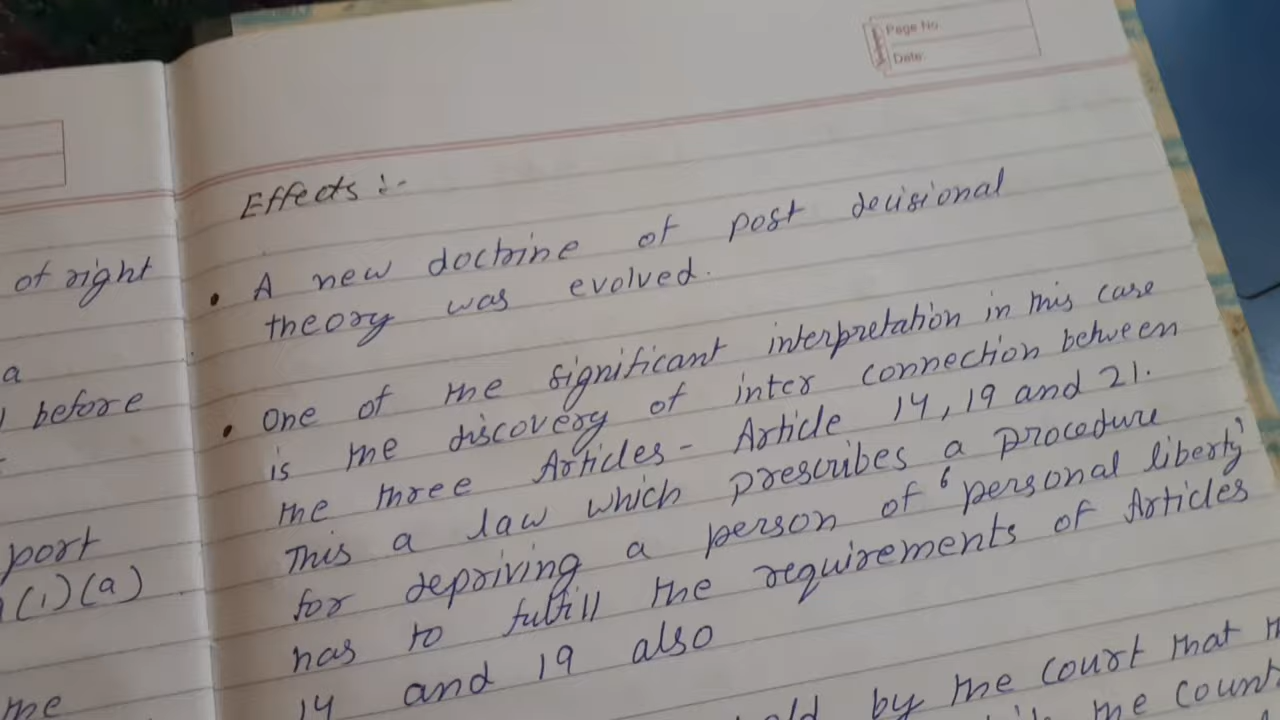 Page No.
Date:
of right
a
before
port
(1)(a)
me
Effects :-
• A new doctrine of post decisional
theory was evolved.
• One of the significant interpretation in this case
is the discovery of inter connection between
the three Articles - Article 14, 19 and 21.
This a law which prescribes a procedure
for depriving a person of 'personal liberty'
has to fulfill the requirements of Articles
14 and 19 also
by the court that
the